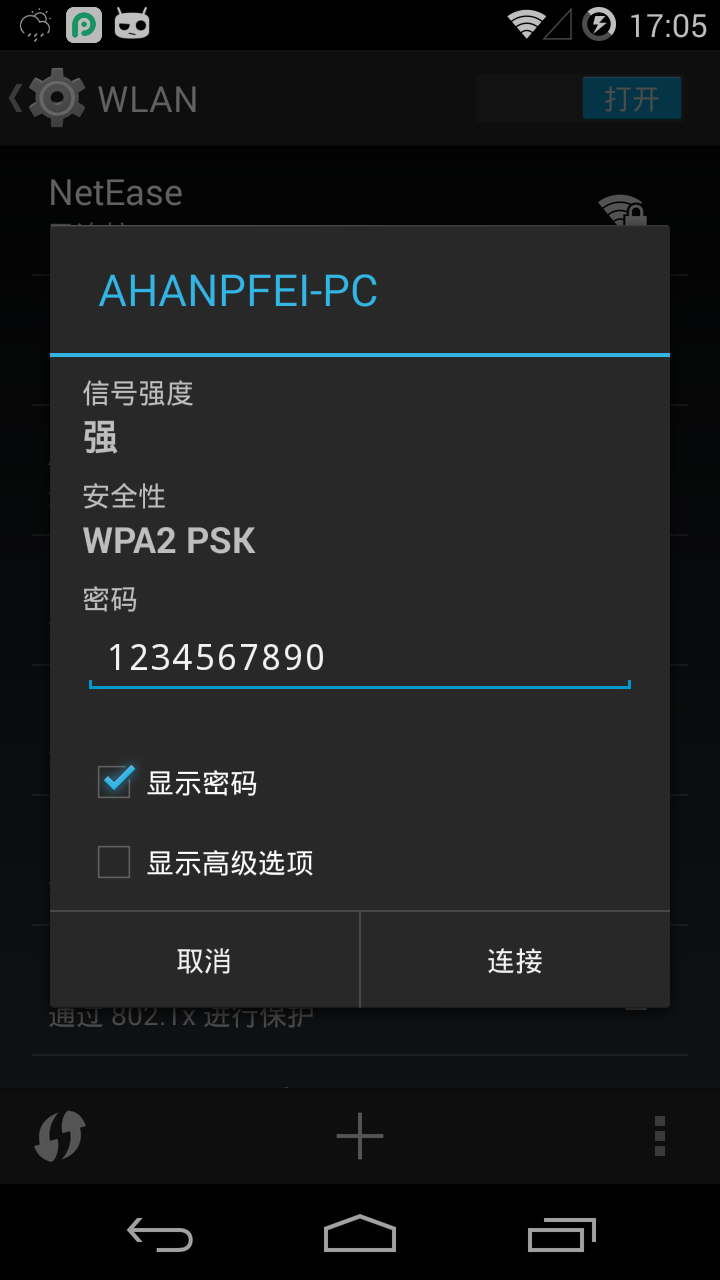 17:05
WLAN
打开
NetEase
AHANPFEI-PC
信号强度
强
安全性
WPA2 PSK
密码
1234567890
显示密码
显示高级选项
取消
连接
通过 802.1x 进行保护